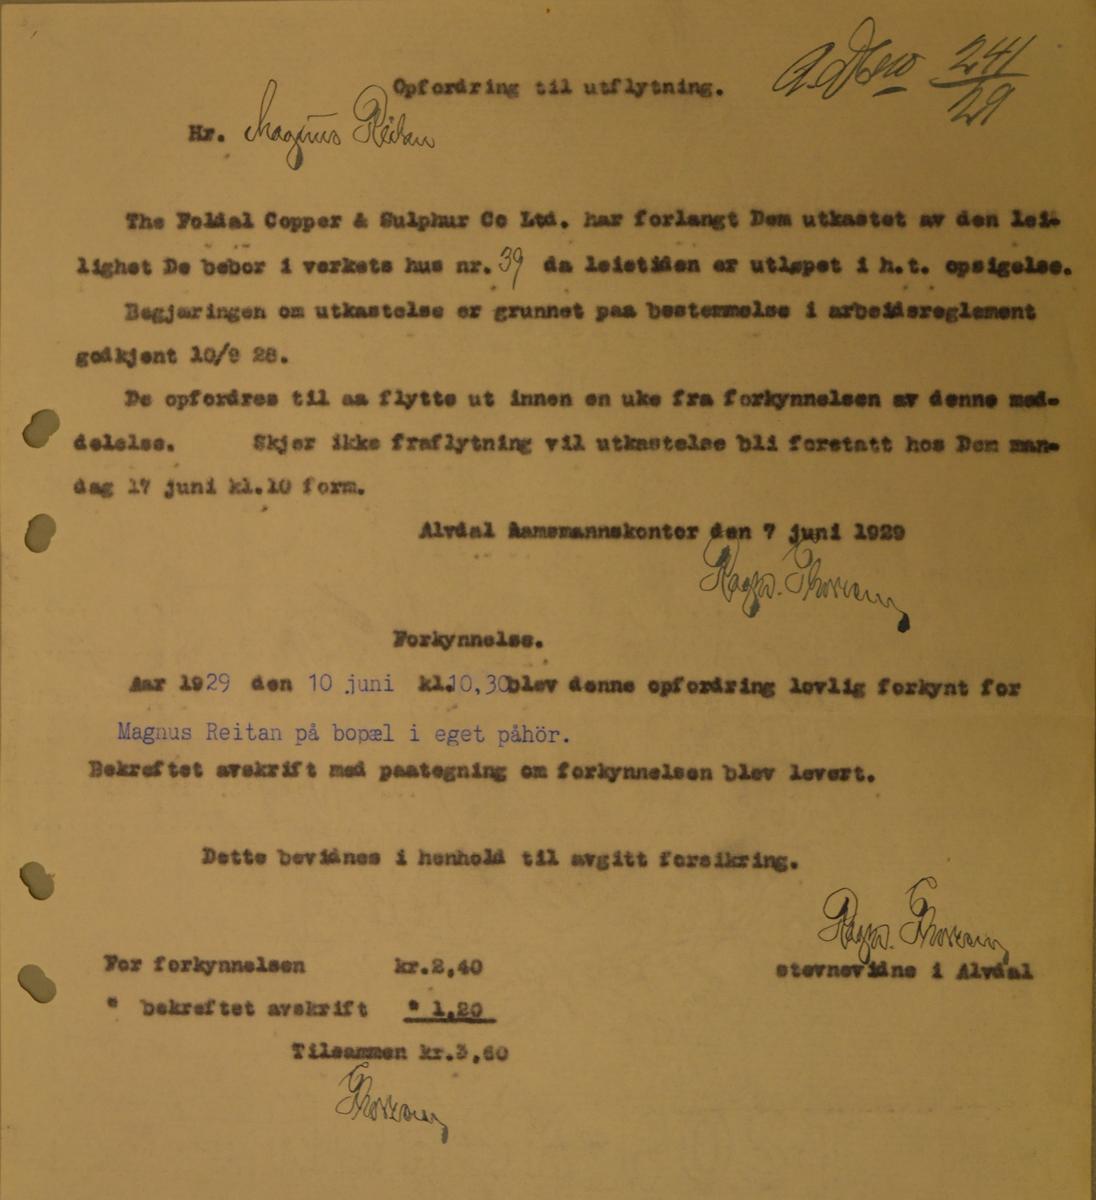 241
Opfordring til utflytning.
29
Hr. Magnus Reitan
The Foldal Copper & Sulphur Co Ltd. har forlangt Dem utkastet av den lei-
lighet De bebor i verkets hus nr. 39 da leietiden er utløpet i h.t. opsigelse.
Begjæringen om utkastelse er grunnet paa bestemmelse i arbeidsreglement
godkjent 10/9 28.
De opfordres til aa flytte ut innen en uke fra forkynnelsen av denne med-
delelse. Skjer ikke fraflytning vil utkastelse bli foretatt hos Dem man-
dag 17 juni kl.10 form.
Alvdal den 7 juni 1929
Ragnv.
Forkynnelse.
Aar 1929 den 10 juni kl.10,30 blev denne opfordring lovlig forkynt for
Magnus Reitan på bopæl i eget påhör.
Bekreftet avskrift med paategning om forkynnelsen blev levert.
Dette bevidnes i henhold til avgitt forsikring.
Ragnv.
For forkynnelsen kr.2,40
stevnevidne i Alvdal
" bekreftet avskrift " 1,20
Tilsammen kr.3,60